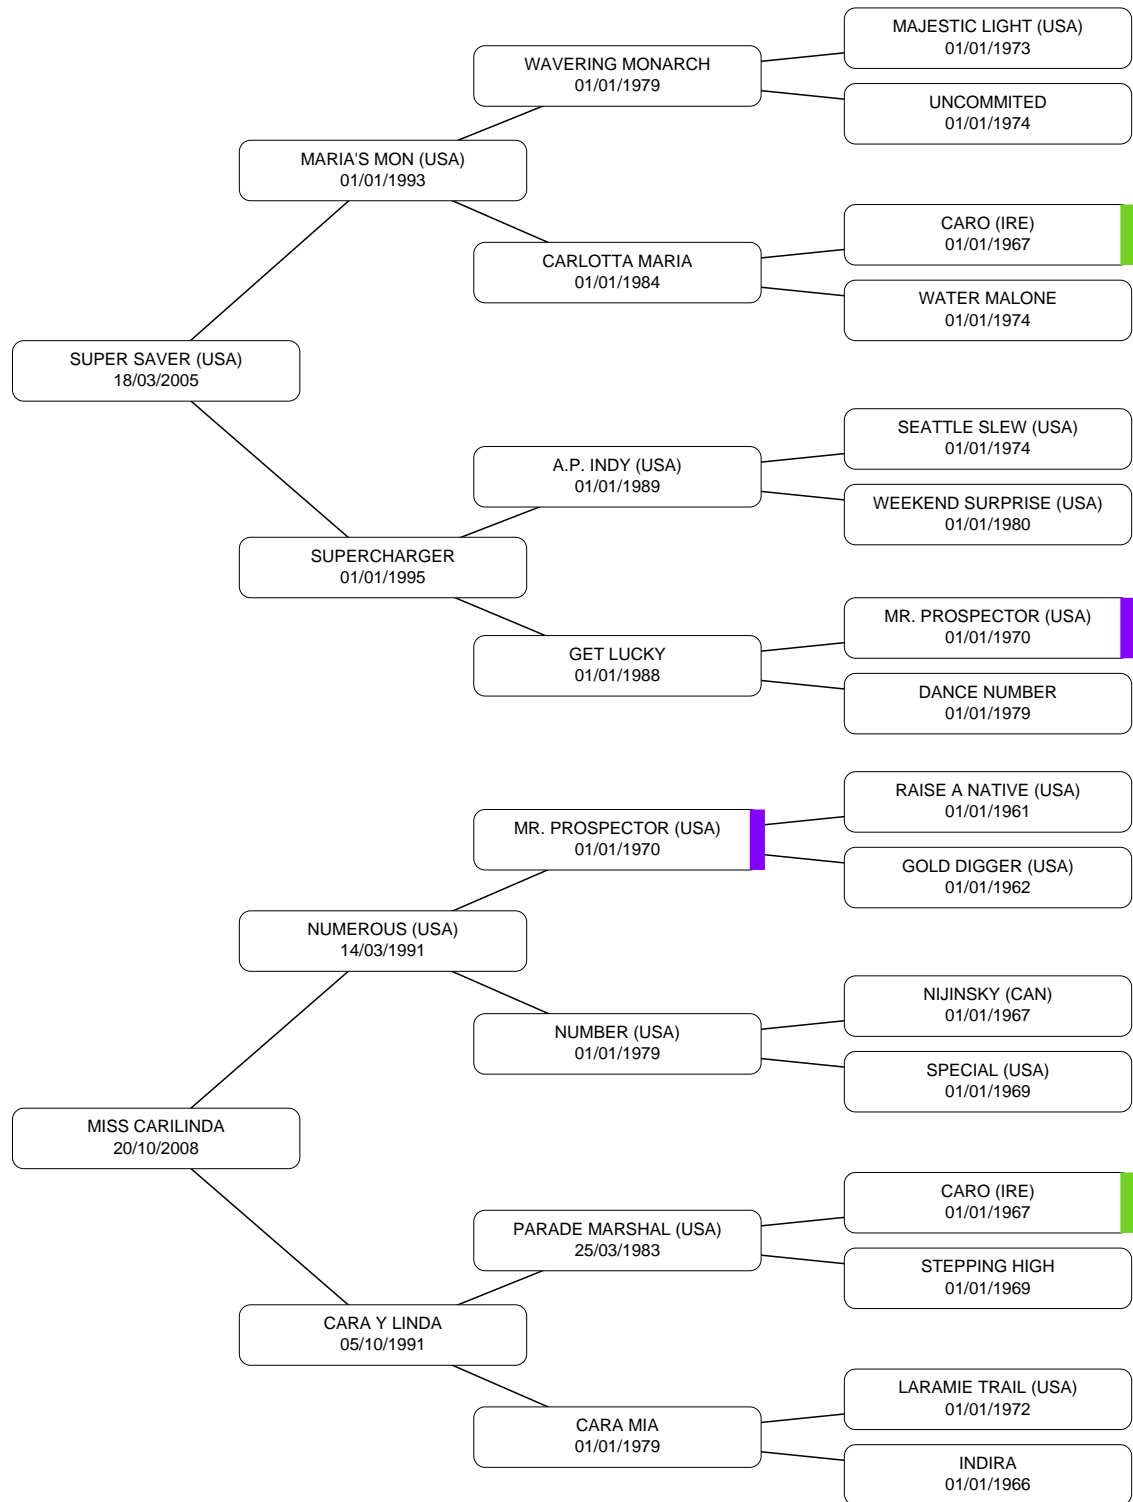 MAJESTIC LIGHT (USA)
01/01/1973
WAVERING MONARCH
01/01/1979
UNCOMMITED
01/01/1974
MARIA'S MON (USA)
01/01/1993
CARO (IRE)
01/01/1967
CARLOTTA MARIA
01/01/1984
WATER MALONE
01/01/1974
SUPER SAVER (USA)
18/03/2005
SEATTLE SLEW (USA)
01/01/1974
A.P. INDY (USA)
01/01/1989
WEEKEND SURPRISE (USA)
01/01/1980
SUPERCHARGER
01/01/1995
MR. PROSPECTOR (USA)
01/01/1970
GET LUCKY
01/01/1988
DANCE NUMBER
01/01/1979
RAISE A NATIVE (USA)
01/01/1961
MR. PROSPECTOR (USA)
01/01/1970
GOLD DIGGER (USA)
01/01/1962
NUMEROUS (USA)
14/03/1991
NIJINSKY (CAN)
01/01/1967
NUMBER (USA)
01/01/1979
SPECIAL (USA)
01/01/1969
MISS CARILINDA
20/10/2008
CARO (IRE)
01/01/1967
PARADE MARSHAL (USA)
25/03/1983
STEPPING HIGH
01/01/1969
CARA Y LINDA
05/10/1991
LARAMIE TRAIL (USA)
01/01/1972
CARA MIA
01/01/1979
INDIRA
01/01/1966